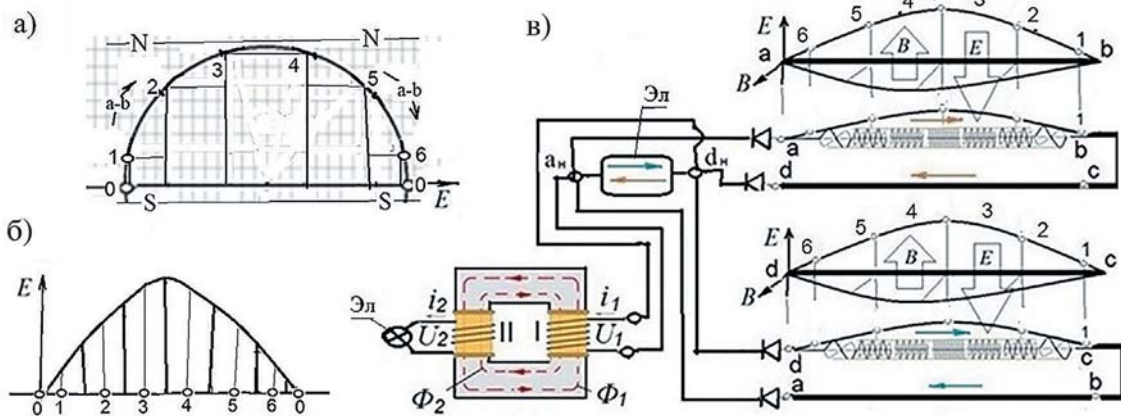 а)
N N
3 4
2 5
a-b a-b
1 6
0 0
S S E
б)
E
0 1 2 3 4 5 6 0
в)
Эл
aн dн
Эл
i2 i1
U2 II I U1
Ф2 Ф1
E 6 5 4 3 2 1
a b
B E
B
a b 1
d c
E 6 5 4 3 2 1
d c
B E
B
d c 1
a b